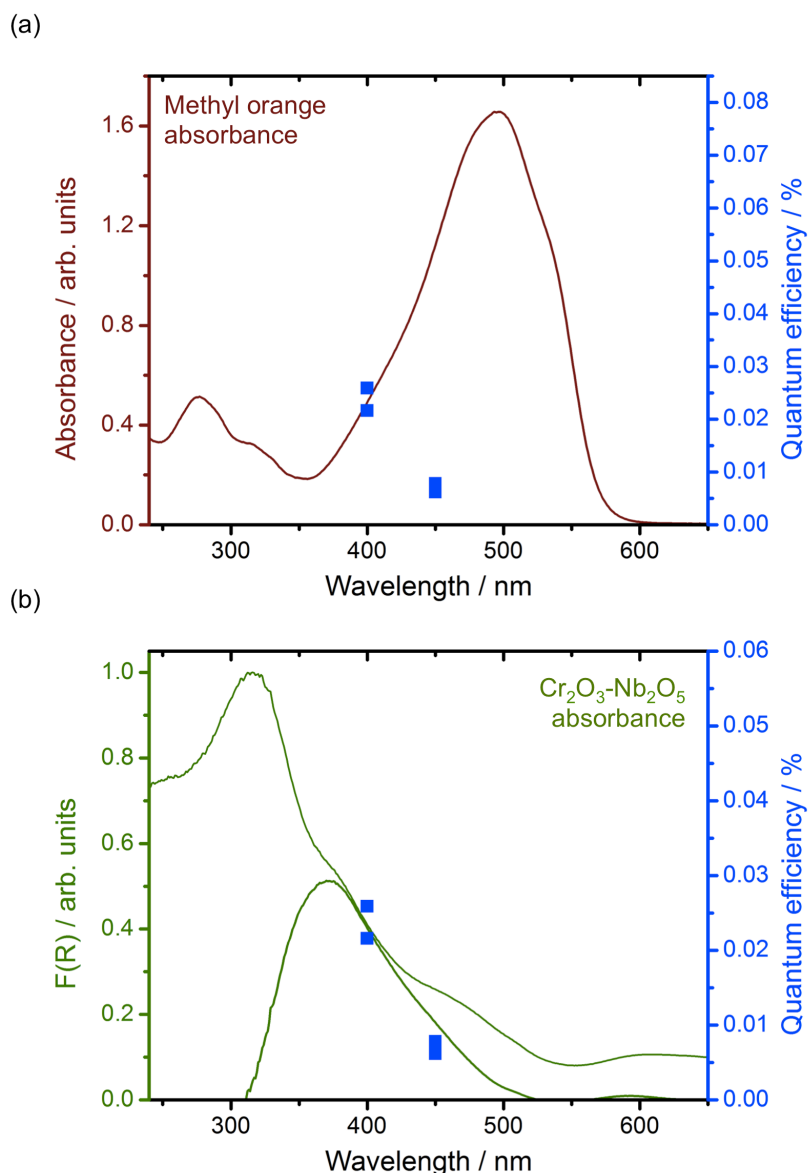 (a)
Methyl orange
absorbance
Absorbance / arb. units
0.0
0.4
0.8
1.2
1.6
Quantum efficiency / %
0.00
0.01
0.02
0.03
0.04
0.05
0.06
0.07
0.08
300
400
500
600
Wavelength / nm
(b)
Cr₂O₃-Nb₂O₅
absorbance
F(R) / arb. units
0.0
0.2
0.4
0.6
0.8
1.0
Quantum efficiency / %
0.00
0.01
0.02
0.03
0.04
0.05
0.06
300
400
500
600
Wavelength / nm